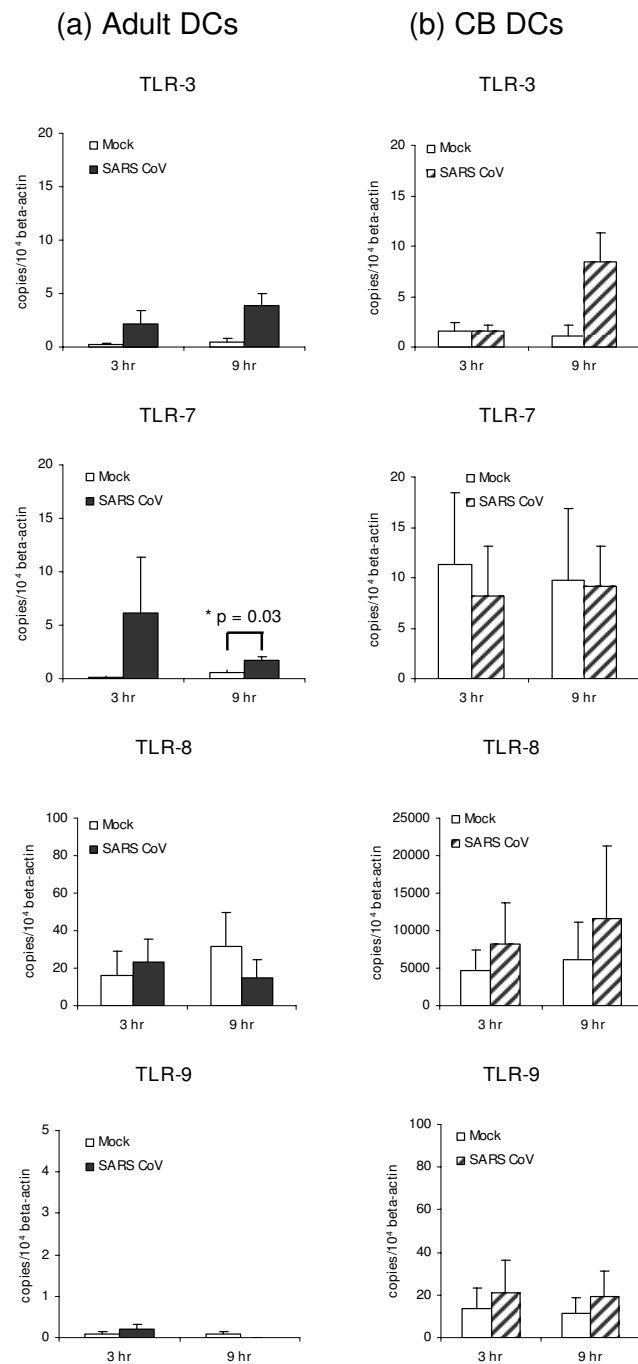 (a) Adult DCs
(b) CB DCs
TLR-3
Mock
SARS CoV
copies/10⁴ beta-actin
20
15
10
5
0
3 hr
9 hr
TLR-3
Mock
SARS CoV
copies/10⁴ beta-actin
20
15
10
5
0
3 hr
9 hr
TLR-7
Mock
SARS CoV
copies/10⁴ beta-actin
20
15
10
5
0
* p = 0.03
3 hr
9 hr
TLR-7
Mock
SARS CoV
copies/10⁴ beta-actin
20
15
10
5
0
3 hr
9 hr
TLR-8
Mock
SARS CoV
copies/10⁴ beta-actin
100
80
60
40
20
0
3 hr
9 hr
TLR-8
Mock
SARS CoV
copies/10⁴ beta-actin
25000
20000
15000
10000
5000
0
3 hr
9 hr
TLR-9
Mock
SARS CoV
copies/10⁴ beta-actin
5
4
3
2
1
0
3 hr
9 hr
TLR-9
Mock
SARS CoV
copies/10⁴ beta-actin
100
80
60
40
20
0
3 hr
9 hr